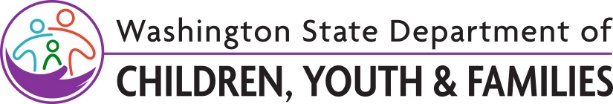 Washington State Department of
CHILDREN, YOUTH & FAMILIES